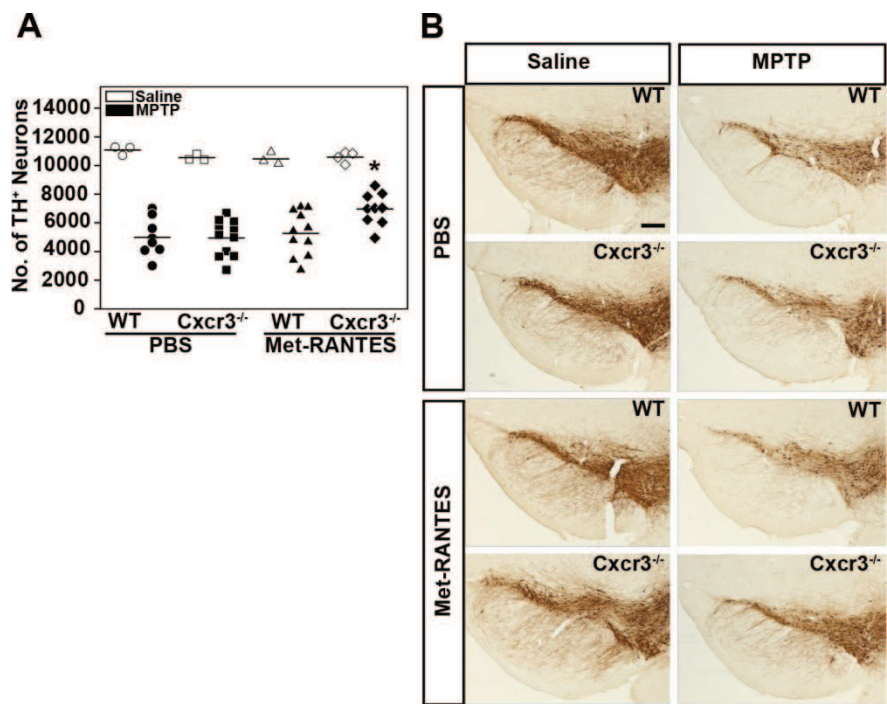 A
No. of TH⁺ Neurons
14000
12000
10000
8000
6000
4000
2000
0
Saline
MPTP
*
WT Cxcr3⁻/⁻ WT Cxcr3⁻/⁻
PBS Met-RANTES
B
Saline MPTP
PBS
WT WT
Cxcr3⁻/⁻ Cxcr3⁻/⁻
Met-RANTES
WT WT
Cxcr3⁻/⁻ Cxcr3⁻/⁻